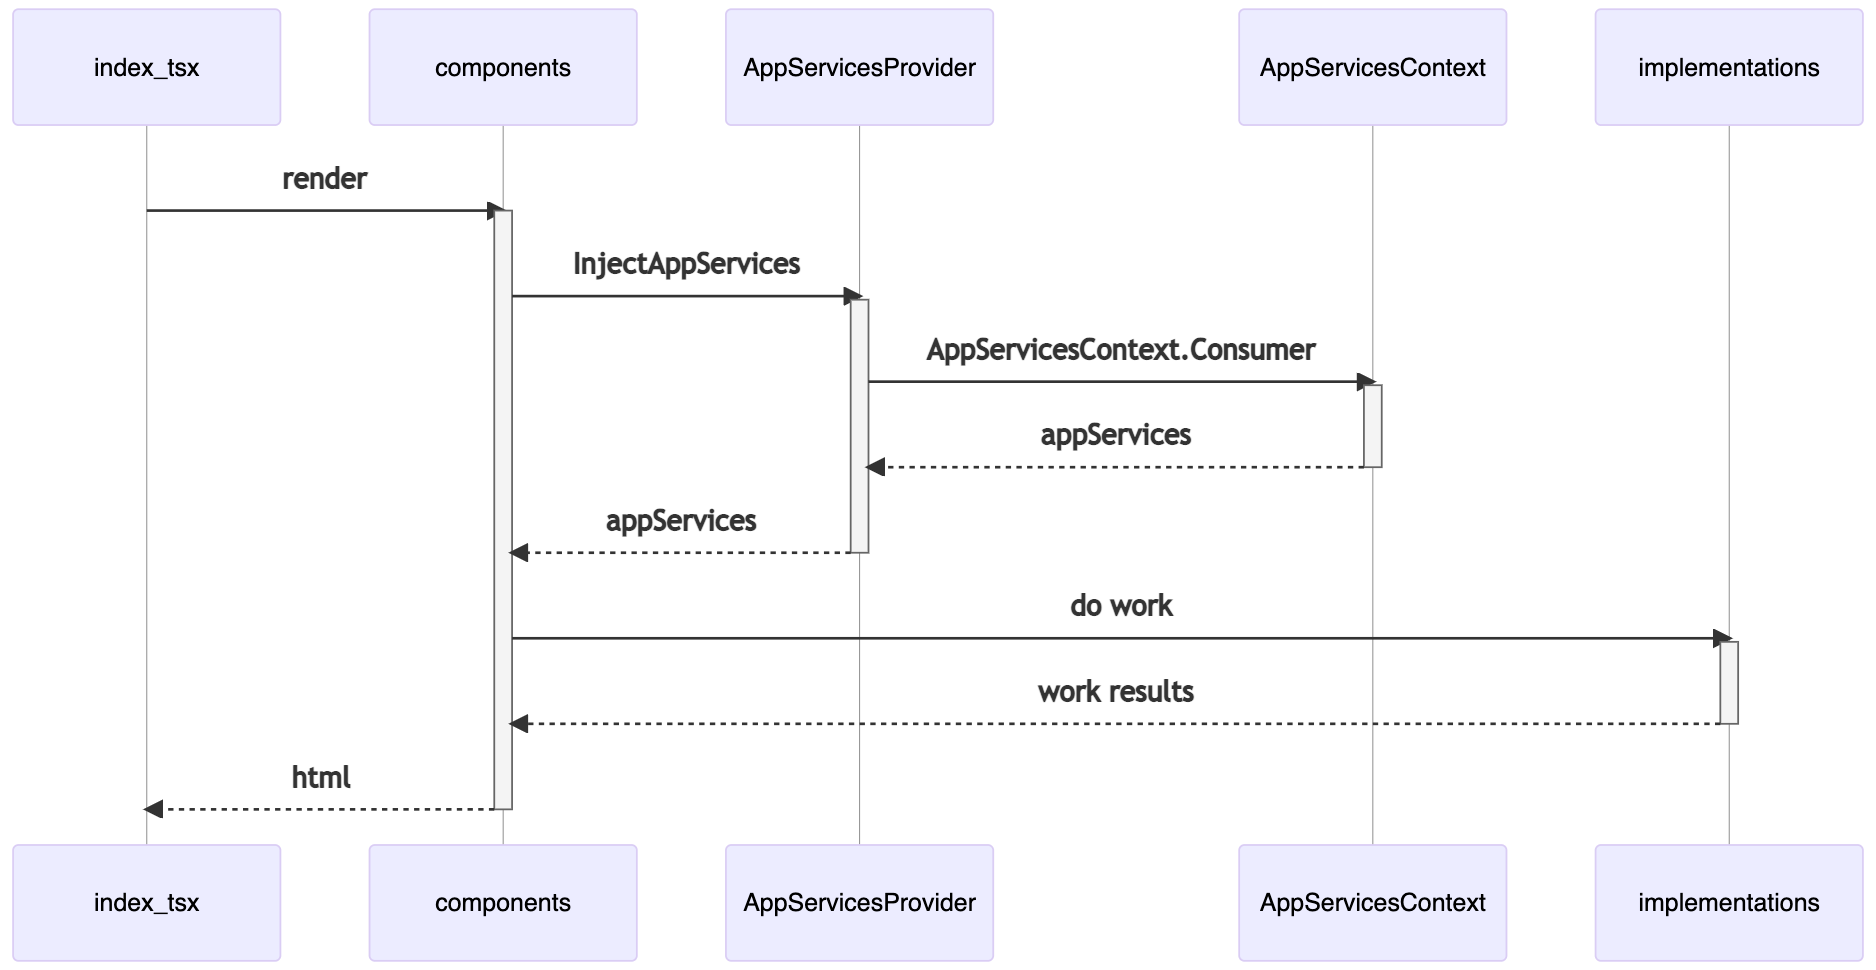 index_tsx
components
AppServicesProvider
AppServicesContext
implementations
render
InjectAppServices
AppServicesContext.Consumer
appServices
appServices
do work
work results
html
index_tsx
components
AppServicesProvider
AppServicesContext
implementations